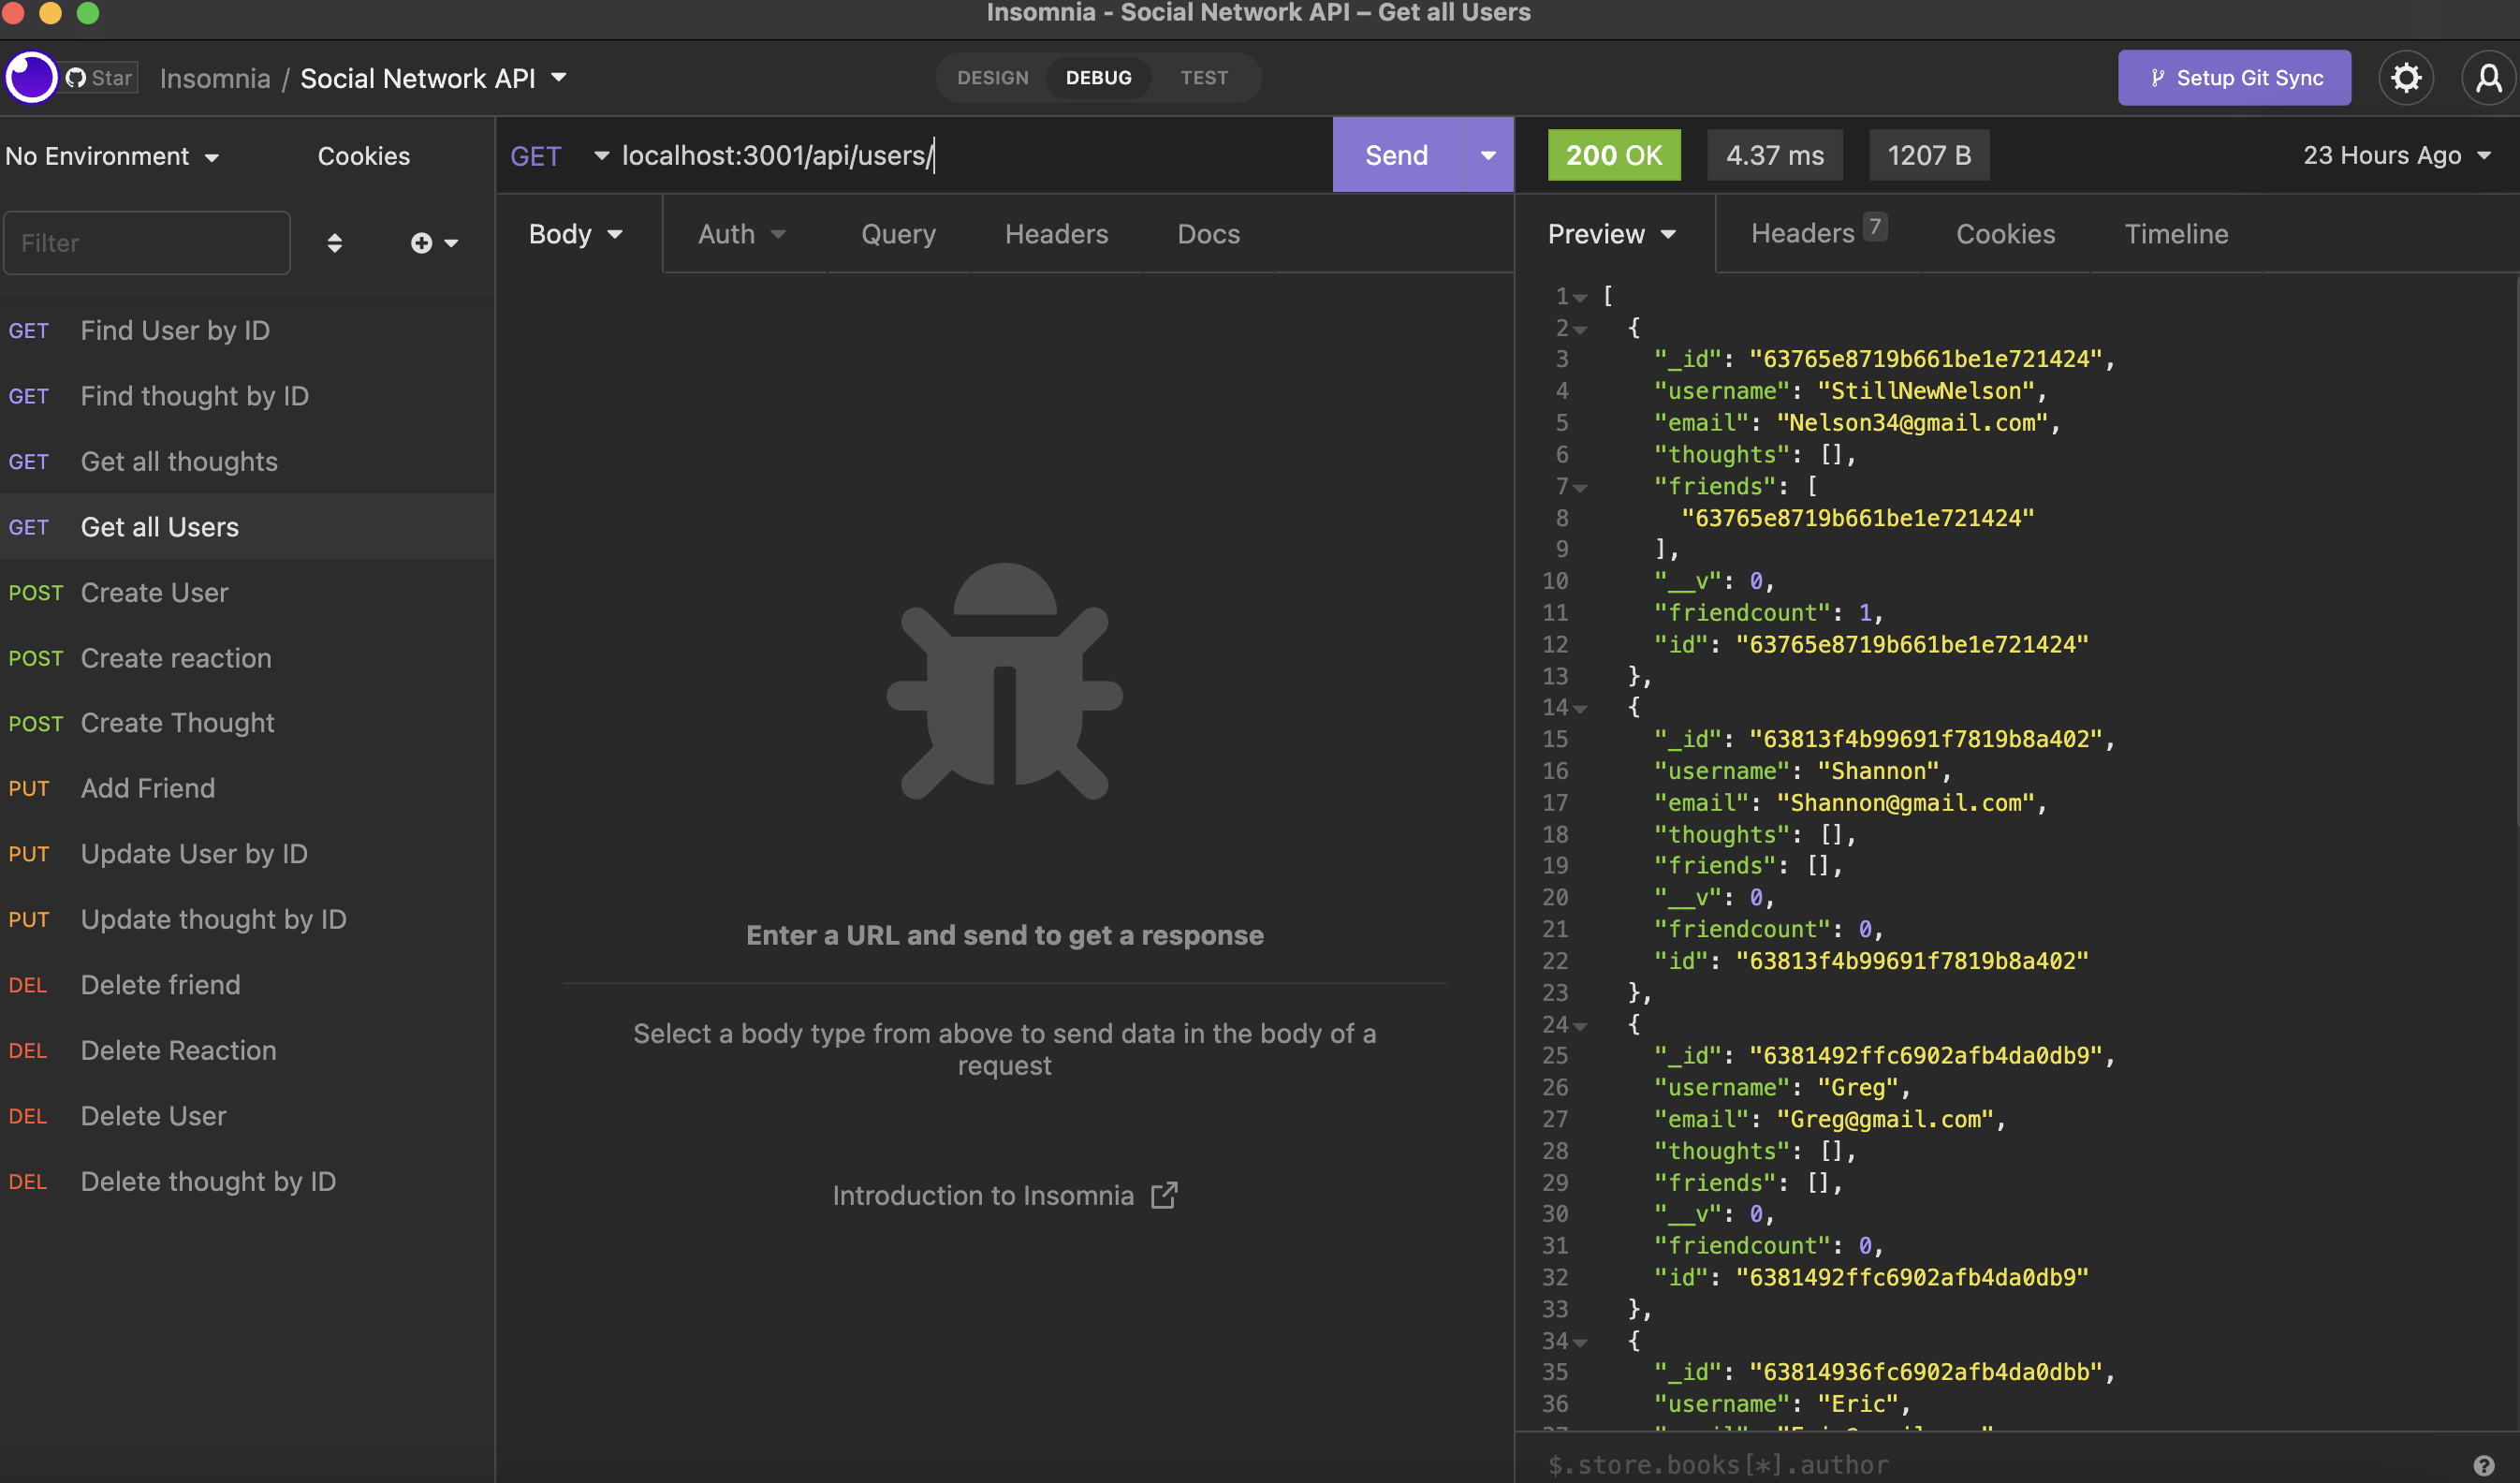 Insomnia - Social Network API – Get all Users
Star
Insomnia / Social Network API
DESIGN DEBUG TEST
Setup Git Sync
No Environment
Cookies
Filter
GET Find User by ID
GET Find thought by ID
GET Get all thoughts
GET Get all Users
POST Create User
POST Create reaction
POST Create Thought
PUT Add Friend
PUT Update User by ID
PUT Update thought by ID
DEL Delete friend
DEL Delete Reaction
DEL Delete User
DEL Delete thought by ID
GET localhost:3001/api/users/
Send
Body Auth Query Headers Docs
Enter a URL and send to get a response
Select a body type from above to send data in the body of a
request
Introduction to Insomnia
200 OK 4.37 ms 1207 B 23 Hours Ago
Preview Headers 7 Cookies Timeline
1 [
2 {
3 "_id": "63765e8719b661be1e721424",
4 "username": "StillNewNelson",
5 "email": "Nelson34@gmail.com",
6 "thoughts": [],
7 "friends": [
8 "63765e8719b661be1e721424"
9 ],
10 "__v": 0,
11 "friendcount": 1,
12 "id": "63765e8719b661be1e721424"
13 },
14 {
15 "_id": "63813f4b99691f7819b8a402",
16 "username": "Shannon",
17 "email": "Shannon@gmail.com",
18 "thoughts": [],
19 "friends": [],
20 "__v": 0,
21 "friendcount": 0,
22 "id": "63813f4b99691f7819b8a402"
23 },
24 {
25 "_id": "6381492ffc6902afb4da0db9",
26 "username": "Greg",
27 "email": "Greg@gmail.com",
28 "thoughts": [],
29 "friends": [],
30 "__v": 0,
31 "friendcount": 0,
32 "id": "6381492ffc6902afb4da0db9"
33 },
34 {
35 "_id": "63814936fc6902afb4da0dbb",
36 "username": "Eric",
$.store.books[*].author